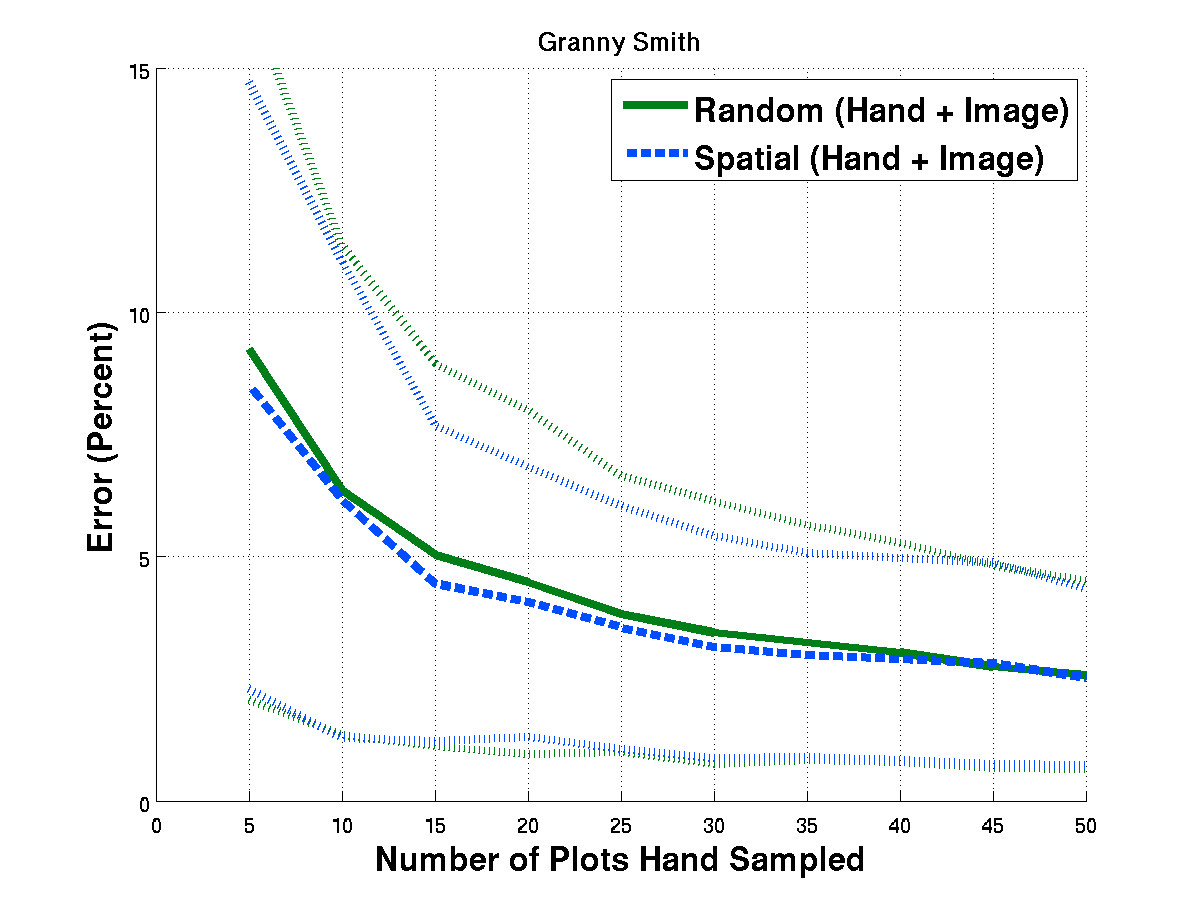 Granny Smith
Random (Hand + Image)
Spatial (Hand + Image)
15
10
5
0
Error (Percent)
0 5 10 15 20 25 30 35 40 45 50
Number of Plots Hand Sampled